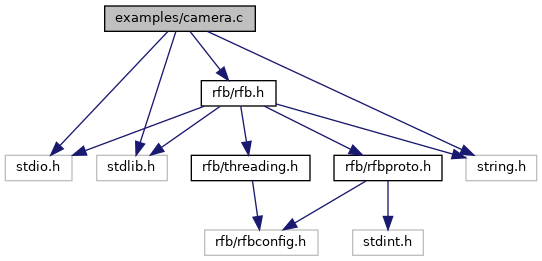 examples/camera.c
rfb/rfb.h
stdio.h
stdlib.h
rfb/threading.h
rfb/rfbproto.h
string.h
rfb/rfbconfig.h
stdint.h